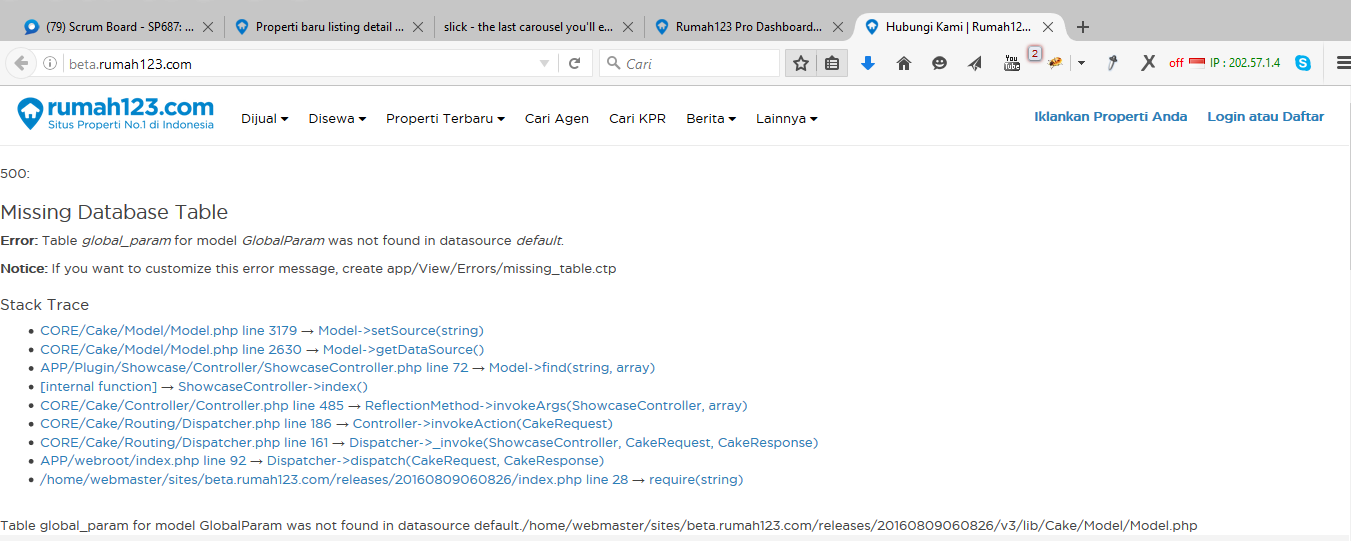 (79) Scrum Board - SP687: ...
Properti baru listing detail ...
slick - the last carousel you'll e...
Rumah123 Pro Dashboard...
Hubungi Kami | Rumah12...
beta.rumah123.com
Cari
You
Tube
2
off
IP : 202.57.1.4
rumah123.com
Situs Properti No.1 di Indonesia
Dijual
Disewa
Properti Terbaru
Cari Agen
Cari KPR
Berita
Lainnya
Iklankan Properti Anda
Login atau Daftar
500:
Missing Database Table
Error: Table global_param for model GlobalParam was not found in datasource default.
Notice: If you want to customize this error message, create app/View/Errors/missing_table.ctp
Stack Trace
• CORE/Cake/Model/Model.php line 3179 → Model->setSource(string)
• CORE/Cake/Model/Model.php line 2630 → Model->getDataSource()
• APP/Plugin/Showcase/Controller/ShowcaseController.php line 72 → Model->find(string, array)
• [internal function] → ShowcaseController->index()
• CORE/Cake/Controller/Controller.php line 485 → ReflectionMethod->invokeArgs(ShowcaseController, array)
• CORE/Cake/Routing/Dispatcher.php line 186 → Controller->invokeAction(CakeRequest)
• CORE/Cake/Routing/Dispatcher.php line 161 → Dispatcher->_invoke(ShowcaseController, CakeRequest, CakeResponse)
• APP/webroot/index.php line 92 → Dispatcher->dispatch(CakeRequest, CakeResponse)
• /home/webmaster/sites/beta.rumah123.com/releases/20160809060826/index.php line 28 → require(string)
Table global_param for model GlobalParam was not found in datasource default./home/webmaster/sites/beta.rumah123.com/releases/20160809060826/v3/lib/Cake/Model/Model.php